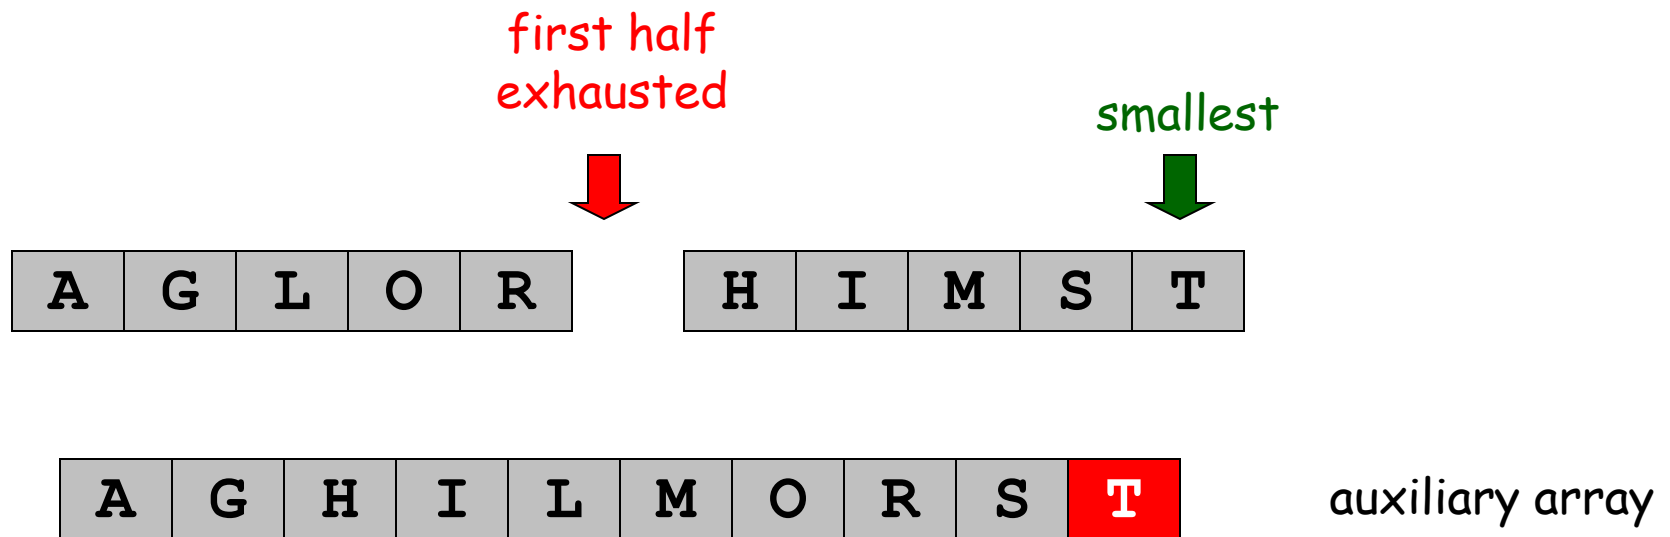 first half
exhausted
smallest
A G L O R H I M S T
A G H I L M O R S T auxiliary array